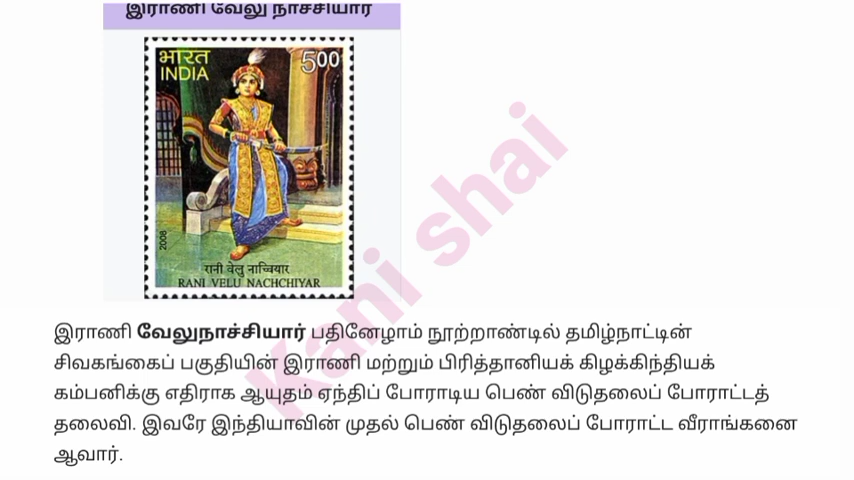 இராணி வேலு நாச்சியார்
भारत 500
INDIA
2008
रानी वेलु नाच्चियार
RANI VELU NACHCHIYAR
Kani shai
இராணி வேலுநாச்சியார் பதினேழாம் நூற்றாண்டில் தமிழ்நாட்டின்
சிவகங்கைப் பகுதியின் இராணி மற்றும் பிரித்தானியக் கிழக்கிந்தியக்
கம்பனிக்கு எதிராக ஆயுதம் ஏந்திப் போராடிய பெண் விடுதலைப் போராட்டத்
தலைவி. இவரே இந்தியாவின் முதல் பெண் விடுதலைப் போராட்ட வீராங்கனை
ஆவார்.